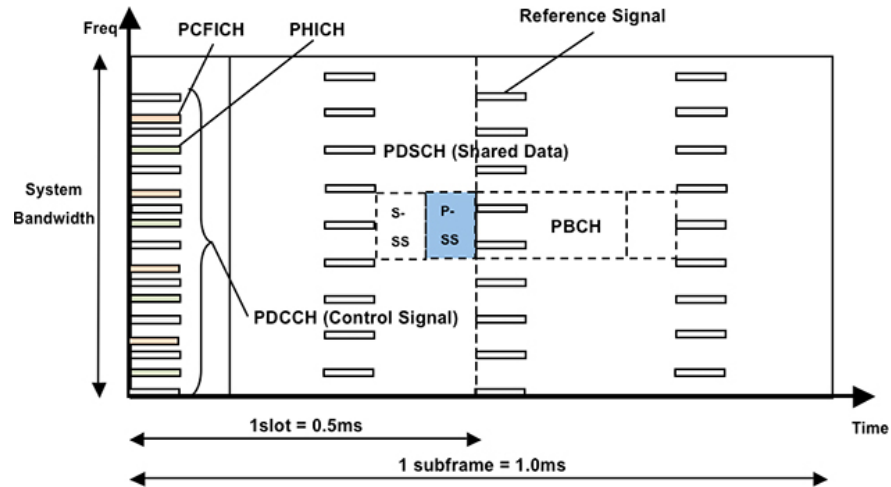 Freq
PCFICH
PHICH
Reference Signal
PDSCH (Shared Data)
System
Bandwidth
S-
SS
P-
SS
PBCH
PDCCH (Control Signal)
1slot = 0.5ms
Time
1 subframe = 1.0ms